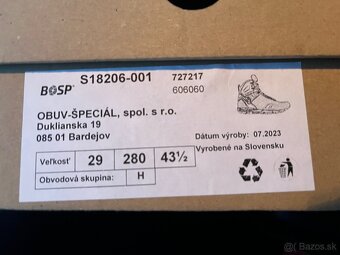 BOSP® S18206-001 727217
606060
OBUV-ŠPECIÁL, spol. s r.o.
Duklianska 19
085 01 Bardejov
Dátum výroby: 07.2023
Vyrobené na Slovensku
Veľkosť 29 280 43½
Obvodová skupina: H
bazos.sk